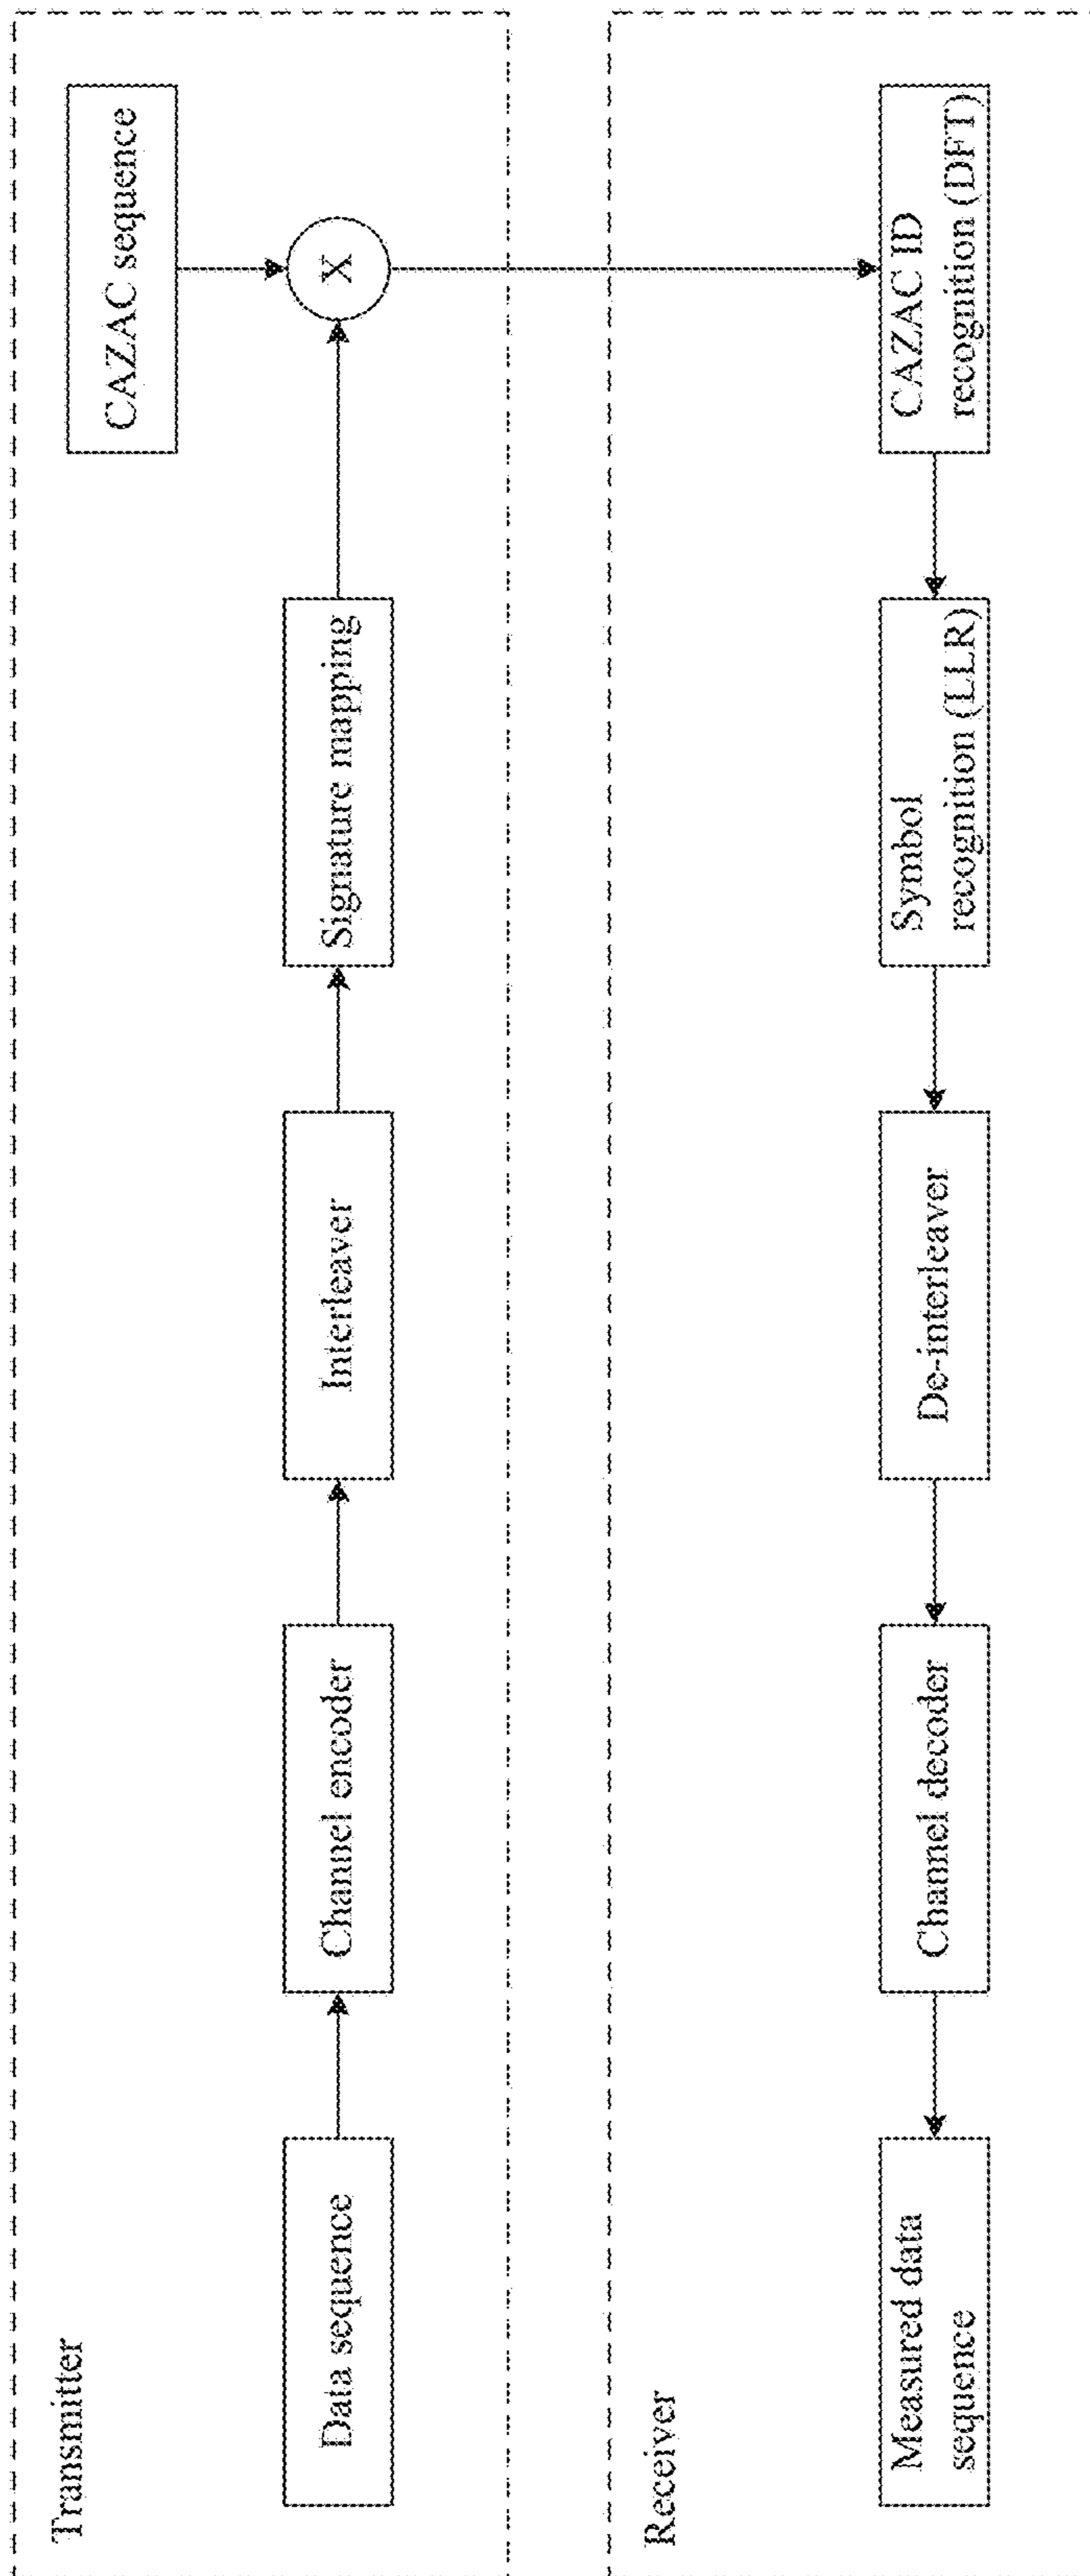 Transmitter
CAZAC sequence
Data sequence
Channel encoder
Interleaver
Signature mapping
X
Receiver
Measured data
sequence
Channel decoder
De-interleaver
Symbol
recognition (LLR)
CAZAC ID
recognition (DFT)